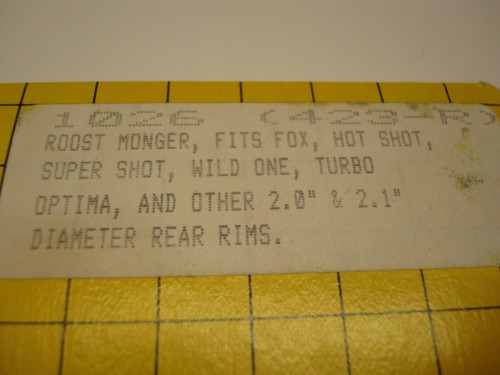 1026 (423-R)
ROOST MONGER, FITS FOX, HOT SHOT,
SUPER SHOT, WILD ONE, TURBO
OPTIMA, AND OTHER 2.0" & 2.1"
DIAMETER REAR RIMS.